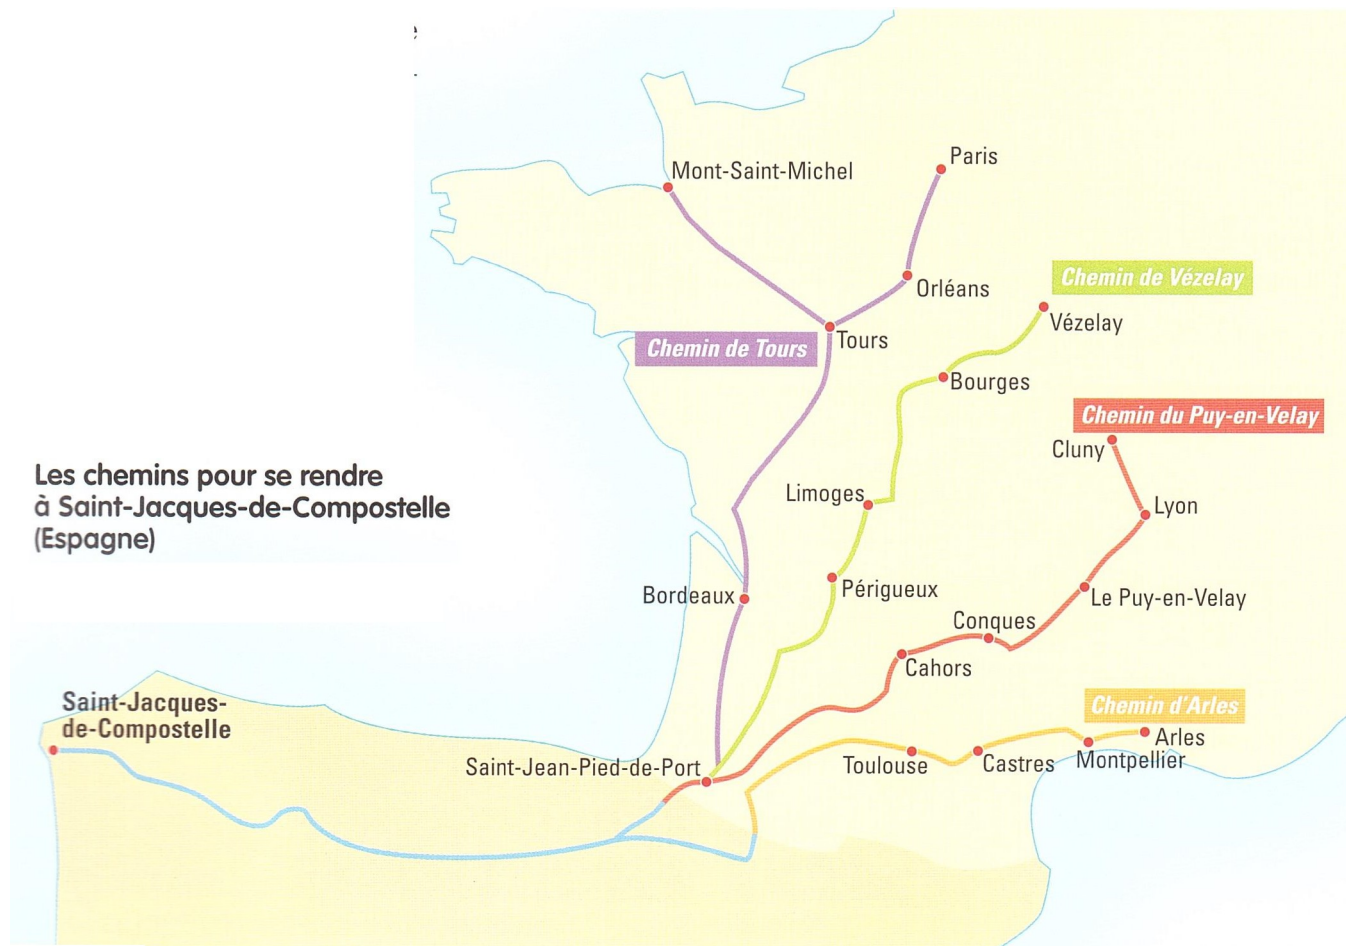 Mont-Saint-Michel
Paris
Orléans
Chemin de Vézelay
Vézelay
Chemin de Tours
Tours
Bourges
Chemin du Puy-en-Velay
Cluny
Les chemins pour se rendre
à Saint-Jacques-de-Compostelle
(Espagne)
Limoges
Lyon
Bordeaux
Périgueux
Le Puy-en-Velay
Conques
Cahors
Saint-Jacques-
de-Compostelle
Chemin d'Arles
Arles
Saint-Jean-Pied-de-Port
Toulouse
Castres
Montpellier